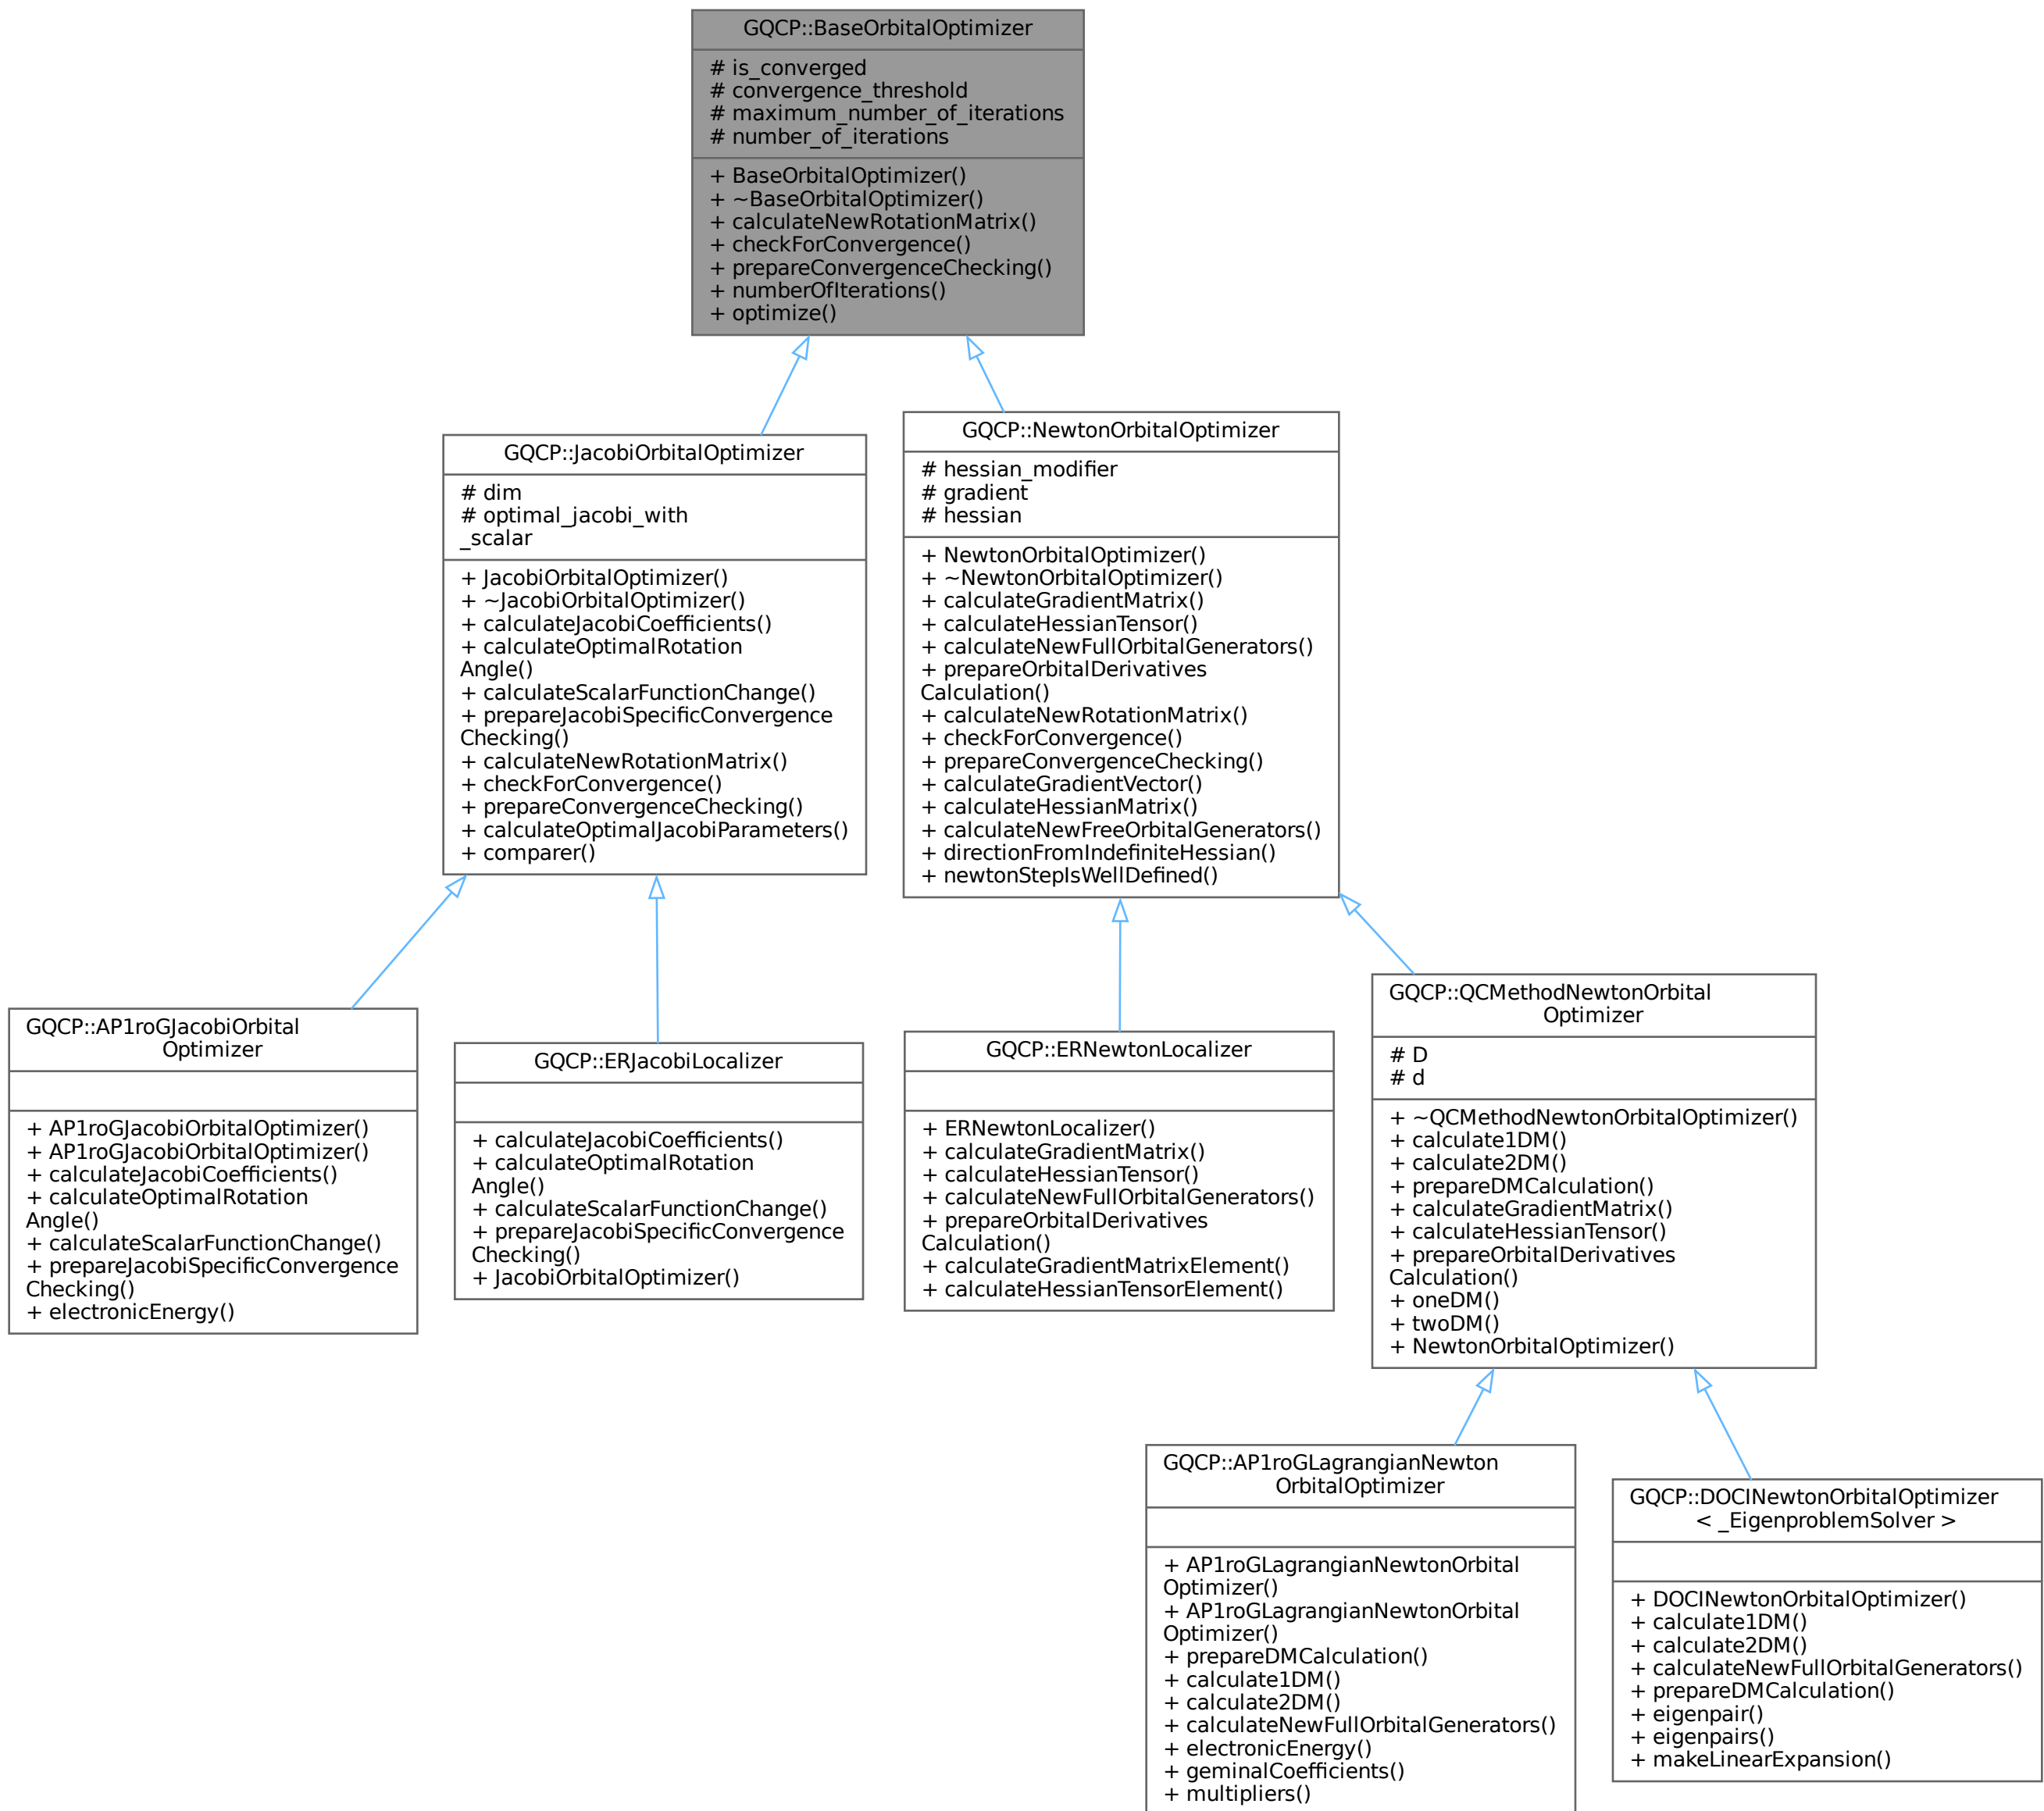 GQCP::BaseOrbitalOptimizer
# is_converged
# convergence_threshold
# maximum_number_of_iterations
# number_of_iterations
+ BaseOrbitalOptimizer()
+ ~BaseOrbitalOptimizer()
+ calculateNewRotationMatrix()
+ checkForConvergence()
+ prepareConvergenceChecking()
+ numberOfIterations()
+ optimize()
GQCP::JacobiOrbitalOptimizer
# dim
# optimal_jacobi_with
_scalar
+ JacobiOrbitalOptimizer()
+ ~JacobiOrbitalOptimizer()
+ calculateJacobiCoefficients()
+ calculateOptimalRotation
Angle()
+ calculateScalarFunctionChange()
+ prepareJacobiSpecificConvergence
Checking()
+ calculateNewRotationMatrix()
+ checkForConvergence()
+ prepareConvergenceChecking()
+ calculateOptimalJacobiParameters()
+ comparer()
GQCP::NewtonOrbitalOptimizer
# hessian_modifier
# gradient
# hessian
+ NewtonOrbitalOptimizer()
+ ~NewtonOrbitalOptimizer()
+ calculateGradientMatrix()
+ calculateHessianTensor()
+ calculateNewFullOrbitalGenerators()
+ prepareOrbitalDerivatives
Calculation()
+ calculateNewRotationMatrix()
+ checkForConvergence()
+ prepareConvergenceChecking()
+ calculateGradientVector()
+ calculateHessianMatrix()
+ calculateNewFreeOrbitalGenerators()
+ directionFromIndefiniteHessian()
+ newtonStepIsWellDefined()
GQCP::AP1roGJacobiOrbital
Optimizer
+ AP1roGJacobiOrbitalOptimizer()
+ AP1roGJacobiOrbitalOptimizer()
+ calculateJacobiCoefficients()
+ calculateOptimalRotation
Angle()
+ calculateScalarFunctionChange()
+ prepareJacobiSpecificConvergence
Checking()
+ electronicEnergy()
GQCP::ERJacobiLocalizer
+ calculateJacobiCoefficients()
+ calculateOptimalRotation
Angle()
+ calculateScalarFunctionChange()
+ prepareJacobiSpecificConvergence
Checking()
+ JacobiOrbitalOptimizer()
GQCP::ERNewtonLocalizer
+ ERNewtonLocalizer()
+ calculateGradientMatrix()
+ calculateHessianTensor()
+ calculateNewFullOrbitalGenerators()
+ prepareOrbitalDerivatives
Calculation()
+ calculateGradientMatrixElement()
+ calculateHessianTensorElement()
GQCP::QCMethodNewtonOrbital
Optimizer
# D
# d
+ ~QCMethodNewtonOrbitalOptimizer()
+ calculate1DM()
+ calculate2DM()
+ prepareDMCalculation()
+ calculateGradientMatrix()
+ calculateHessianTensor()
+ prepareOrbitalDerivatives
Calculation()
+ oneDM()
+ twoDM()
+ NewtonOrbitalOptimizer()
GQCP::AP1roGLagrangianNewton
OrbitalOptimizer
+ AP1roGLagrangianNewtonOrbital
Optimizer()
+ AP1roGLagrangianNewtonOrbital
Optimizer()
+ prepareDMCalculation()
+ calculate1DM()
+ calculate2DM()
+ calculateNewFullOrbitalGenerators()
+ electronicEnergy()
+ geminalCoefficients()
+ multipliers()
GQCP::DOCINewtonOrbitalOptimizer
< _EigenproblemSolver >
+ DOCINewtonOrbitalOptimizer()
+ calculate1DM()
+ calculate2DM()
+ calculateNewFullOrbitalGenerators()
+ prepareDMCalculation()
+ eigenpair()
+ eigenpairs()
+ makeLinearExpansion()